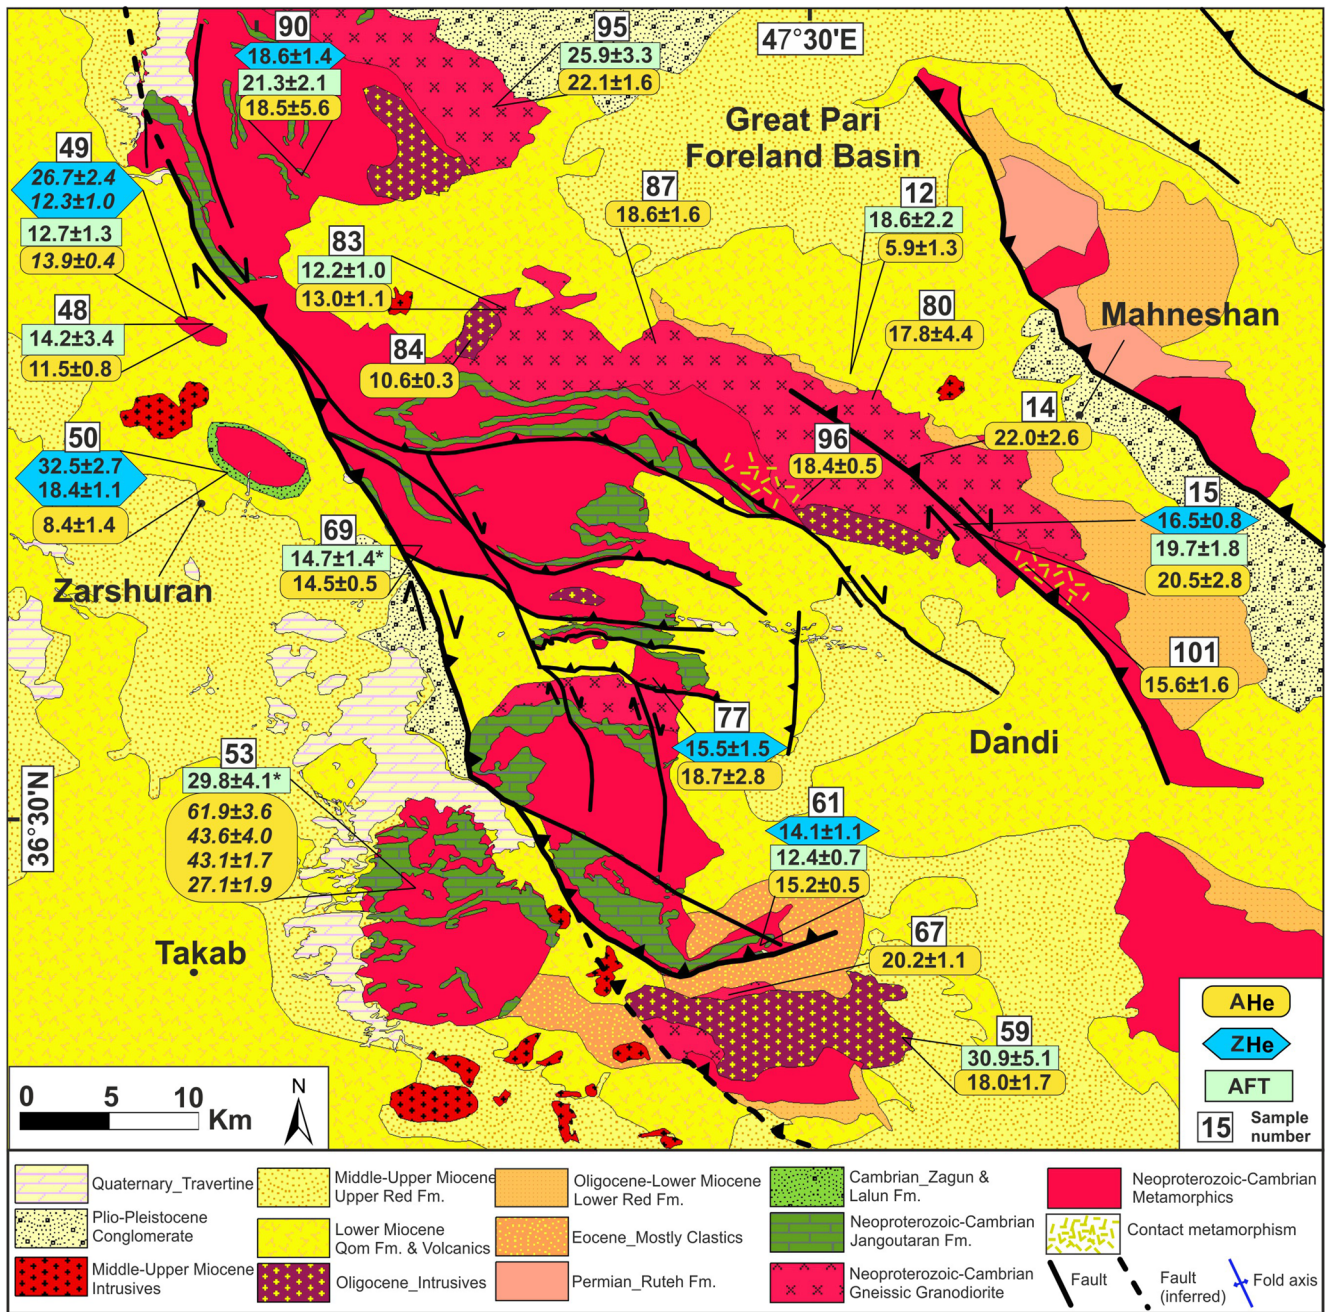 90
18.6±1.4
21.3±2.1
18.5±5.6
95
25.9±3.3
22.1±1.6
47°30'E
Great Pari
Foreland Basin
49
26.7±2.4
12.3±1.0
12.7±1.3
13.9±0.4
87
18.6±1.6
12
18.6±2.2
5.9±1.3
83
12.2±1.0
13.0±1.1
48
14.2±3.4
11.5±0.8
80
17.8±4.4
Mahneshan
84
10.6±0.3
14
22.0±2.6
50
32.5±2.7
18.4±1.1
8.4±1.4
96
18.4±0.5
15
16.5±0.8
19.7±1.8
20.5±2.8
69
14.7±1.4*
14.5±0.5
Zarshuran
101
15.6±1.6
77
15.5±1.5
18.7±2.8
Dandi
53
29.8±4.1*
61.9±3.6
43.6±4.0
43.1±1.7
27.1±1.9
36°30'N
61
14.1±1.1
12.4±0.7
15.2±0.5
Takab
67
20.2±1.1
59
30.9±5.1
18.0±1.7
AHe
ZHe
AFT
15 Sample number
0 5 10
Km
N
Quaternary_Travertine
Plio-Pleistocene
Conglomerate
Middle-Upper Miocene
Intrusives
Middle-Upper Miocene
Upper Red Fm.
Lower Miocene
Qom Fm. & Volcanics
Oligocene_Intrusives
Oligocene-Lower Miocene
Lower Red Fm.
Eocene_Mostly Clastics
Permian_Ruteh Fm.
Cambrian_Zagun &
Lalun Fm.
Neoproterozoic-Cambrian
Jangoutaran Fm.
Neoproterozoic-Cambrian
Gneissic Granodiorite
Neoproterozoic-Cambrian
Metamorphics
Contact metamorphism
Fault
Fault
(inferred)
Fold axis